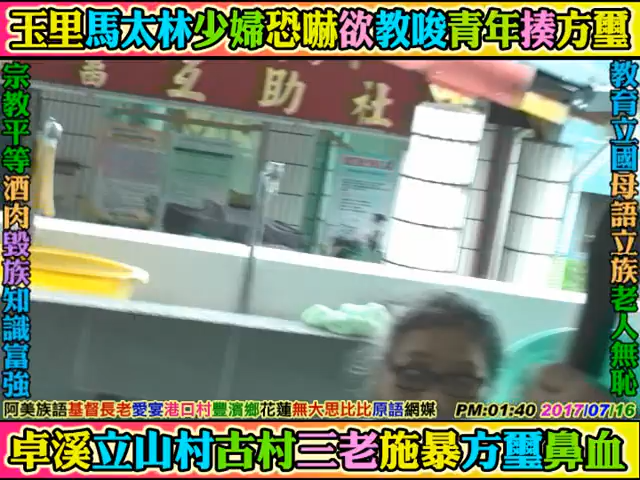 玉里馬太林少婦恐嚇欲教唆青年揍方璽
互助社
宗教平等酒肉毀族知識富強
教育立國母語立族老人無恥
阿美族語基督長老愛宴港口村豐濱鄉花蓮無大思比比原語網媒 PM:01:40 2017/07/16
卓溪立山村古村三老施暴方璽鼻血